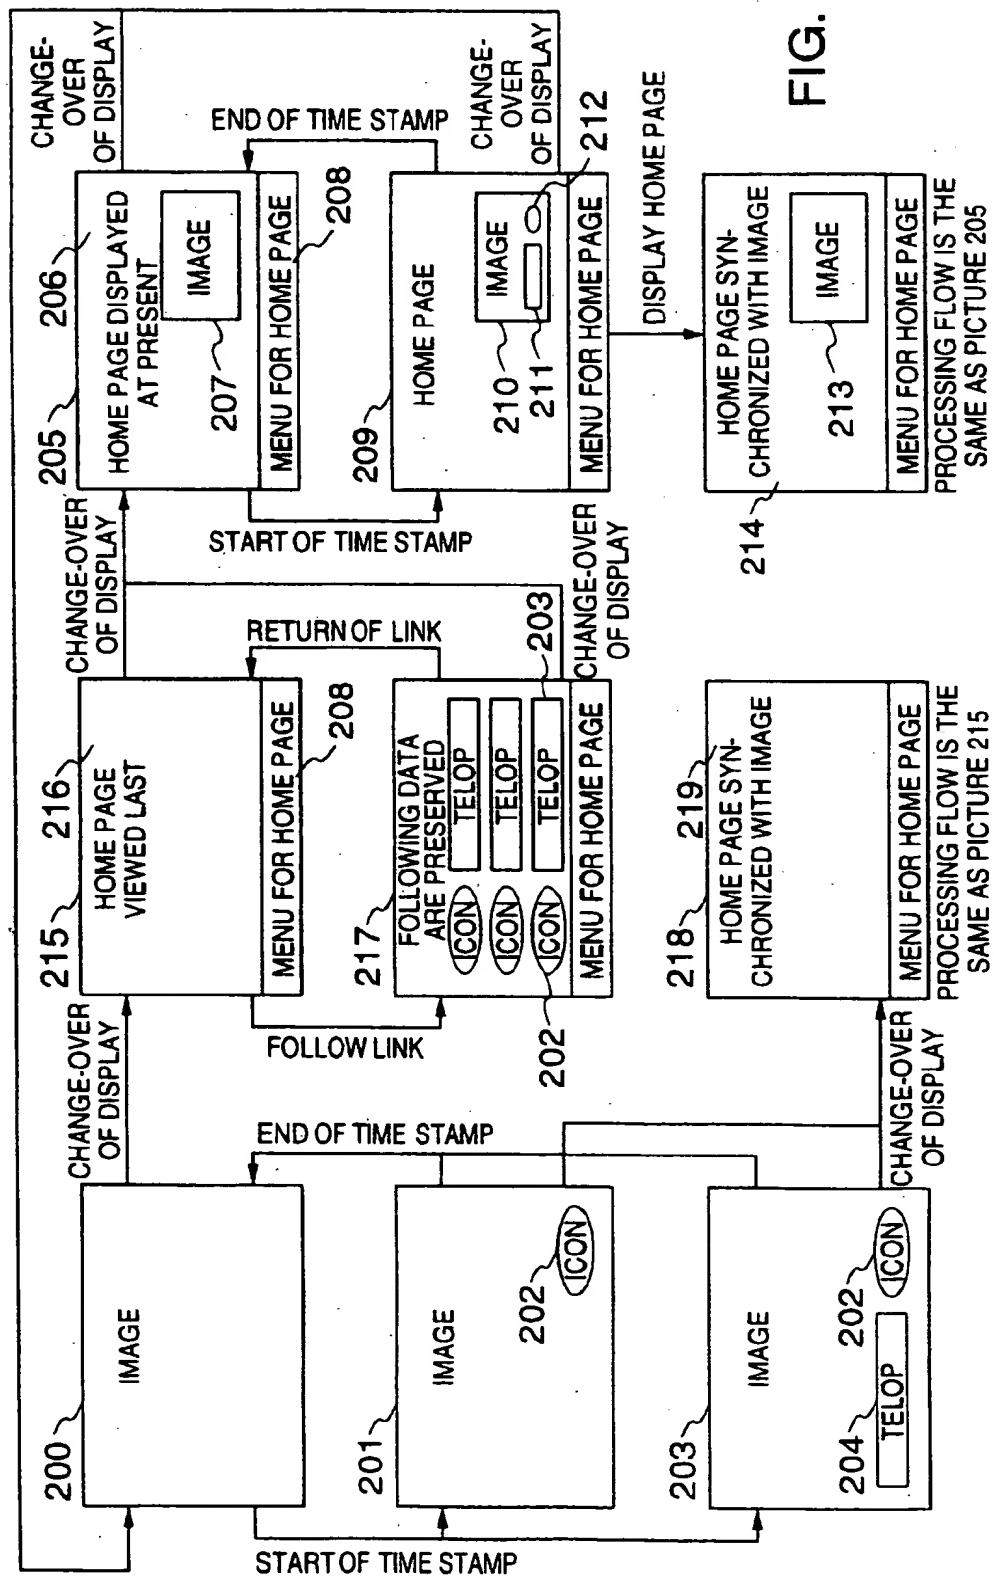 CHANGE-
OVER
OF DISPLAY
205
206
HOME PAGE DISPLAYED
AT PRESENT
IMAGE
207
MENU FOR HOME PAGE
208
END OF TIME STAMP
START OF TIME STAMP
CHANGE-
OVER
OF DISPLAY
209
HOME PAGE
IMAGE
210
211
212
MENU FOR HOME PAGE
DISPLAY HOME PAGE
HOME PAGE SYN-
CHRONIZED WITH IMAGE
IMAGE
213
214
MENU FOR HOME PAGE
PROCESSING FLOW IS THE
SAME AS PICTURE 205
FIG.
CHANGE-OVER
OF DISPLAY
215
216
HOME PAGE
VIEWED LAST
MENU FOR HOME PAGE
208
RETURN OF LINK
FOLLOW LINK
217
FOLLOWING DATA
ARE PRESERVED
ICON
TELOP
ICON
TELOP
ICON
TELOP
202
203
MENU FOR HOME PAGE
CHANGE-OVER
OF DISPLAY
218
219
HOME PAGE SYN-
CHRONIZED WITH IMAGE
MENU FOR HOME PAGE
PROCESSING FLOW IS THE
SAME AS PICTURE 215
CHANGE-OVER
OF DISPLAY
200
IMAGE
END OF TIME STAMP
START OF TIME STAMP
201
IMAGE
202
ICON
203
IMAGE
204
TELOP
202
ICON
CHANGE-OVER
OF DISPLAY